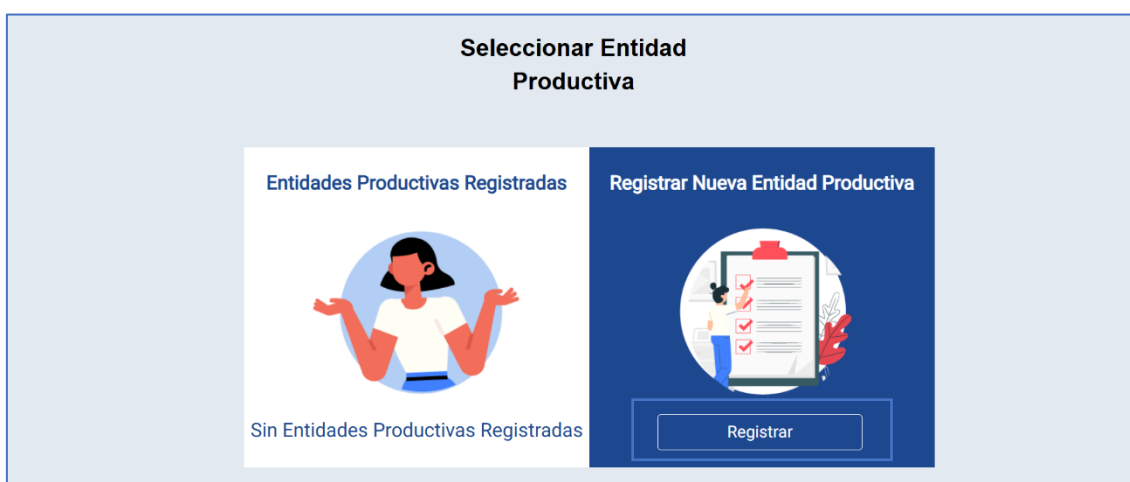 Seleccionar Entidad
Productiva
Entidades Productivas Registradas
Sin Entidades Productivas Registradas
Registrar Nueva Entidad Productiva
Registrar